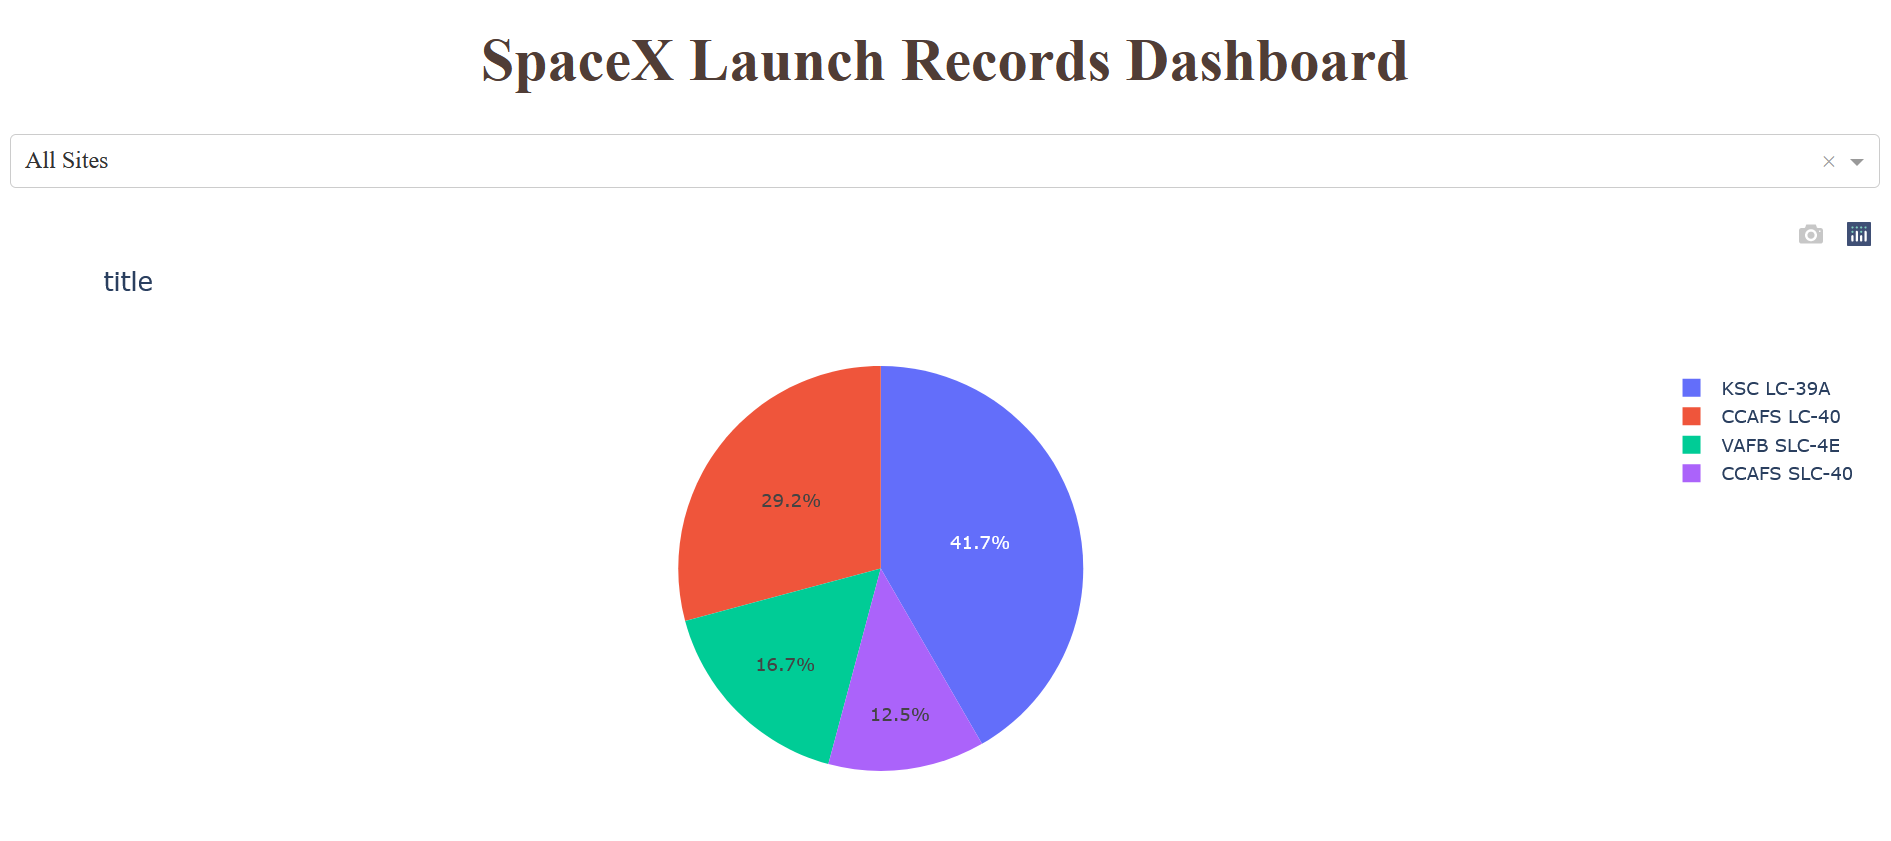 SpaceX Launch Records Dashboard
All Sites
title
KSC LC-39A
CCAFS LC-40
VAFB SLC-4E
CCAFS SLC-40
29.2%
41.7%
16.7%
12.5%